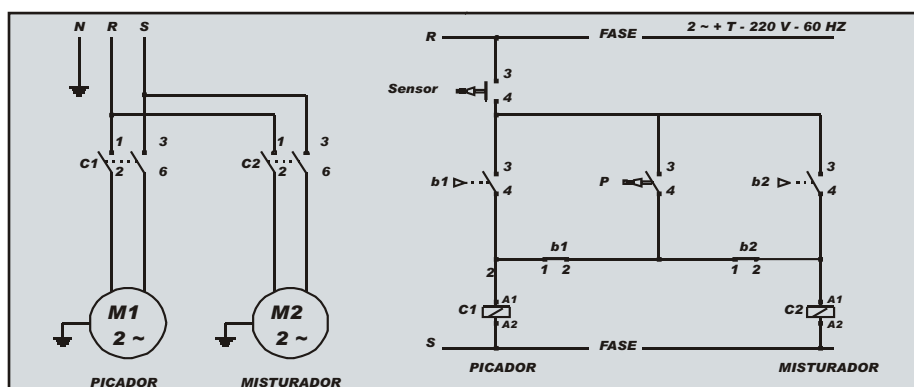 N R S
2 ~ + T - 220 V - 60 HZ
R FASE
3
Sensor
4
1 3 1 3
C1 2 6 C2 2 6
3 3 3
b1 4 P 4 b2 4
b1 b2
2 1 2 1 2
A1 A1
C1 C2
A2 A2
M1 M2
2 ~ 2 ~
S FASE
PICADOR MISTURADOR
PICADOR MISTURADOR